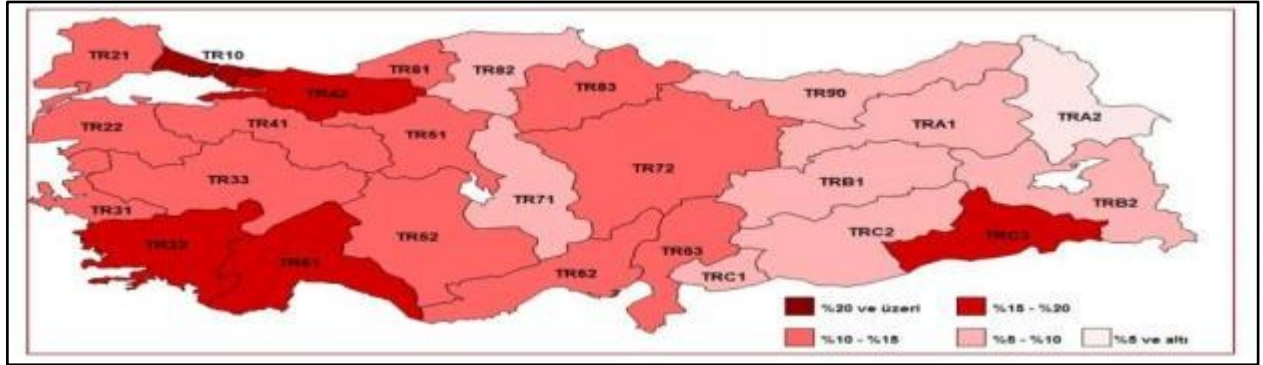 TR21
TR10
TR42
TR81
TR82
TR83
TR90
TRA1
TRA2
TR22
TR41
TR51
TR72
TR33
TR71
TRB1
TRB2
TR31
TR32
TR61
TR52
TR62
TR63
TRC1
TRC2
TRC3
%20 ve üzeri
%15 - %20
%10 - %15
%5 - %10
%5 ve altı